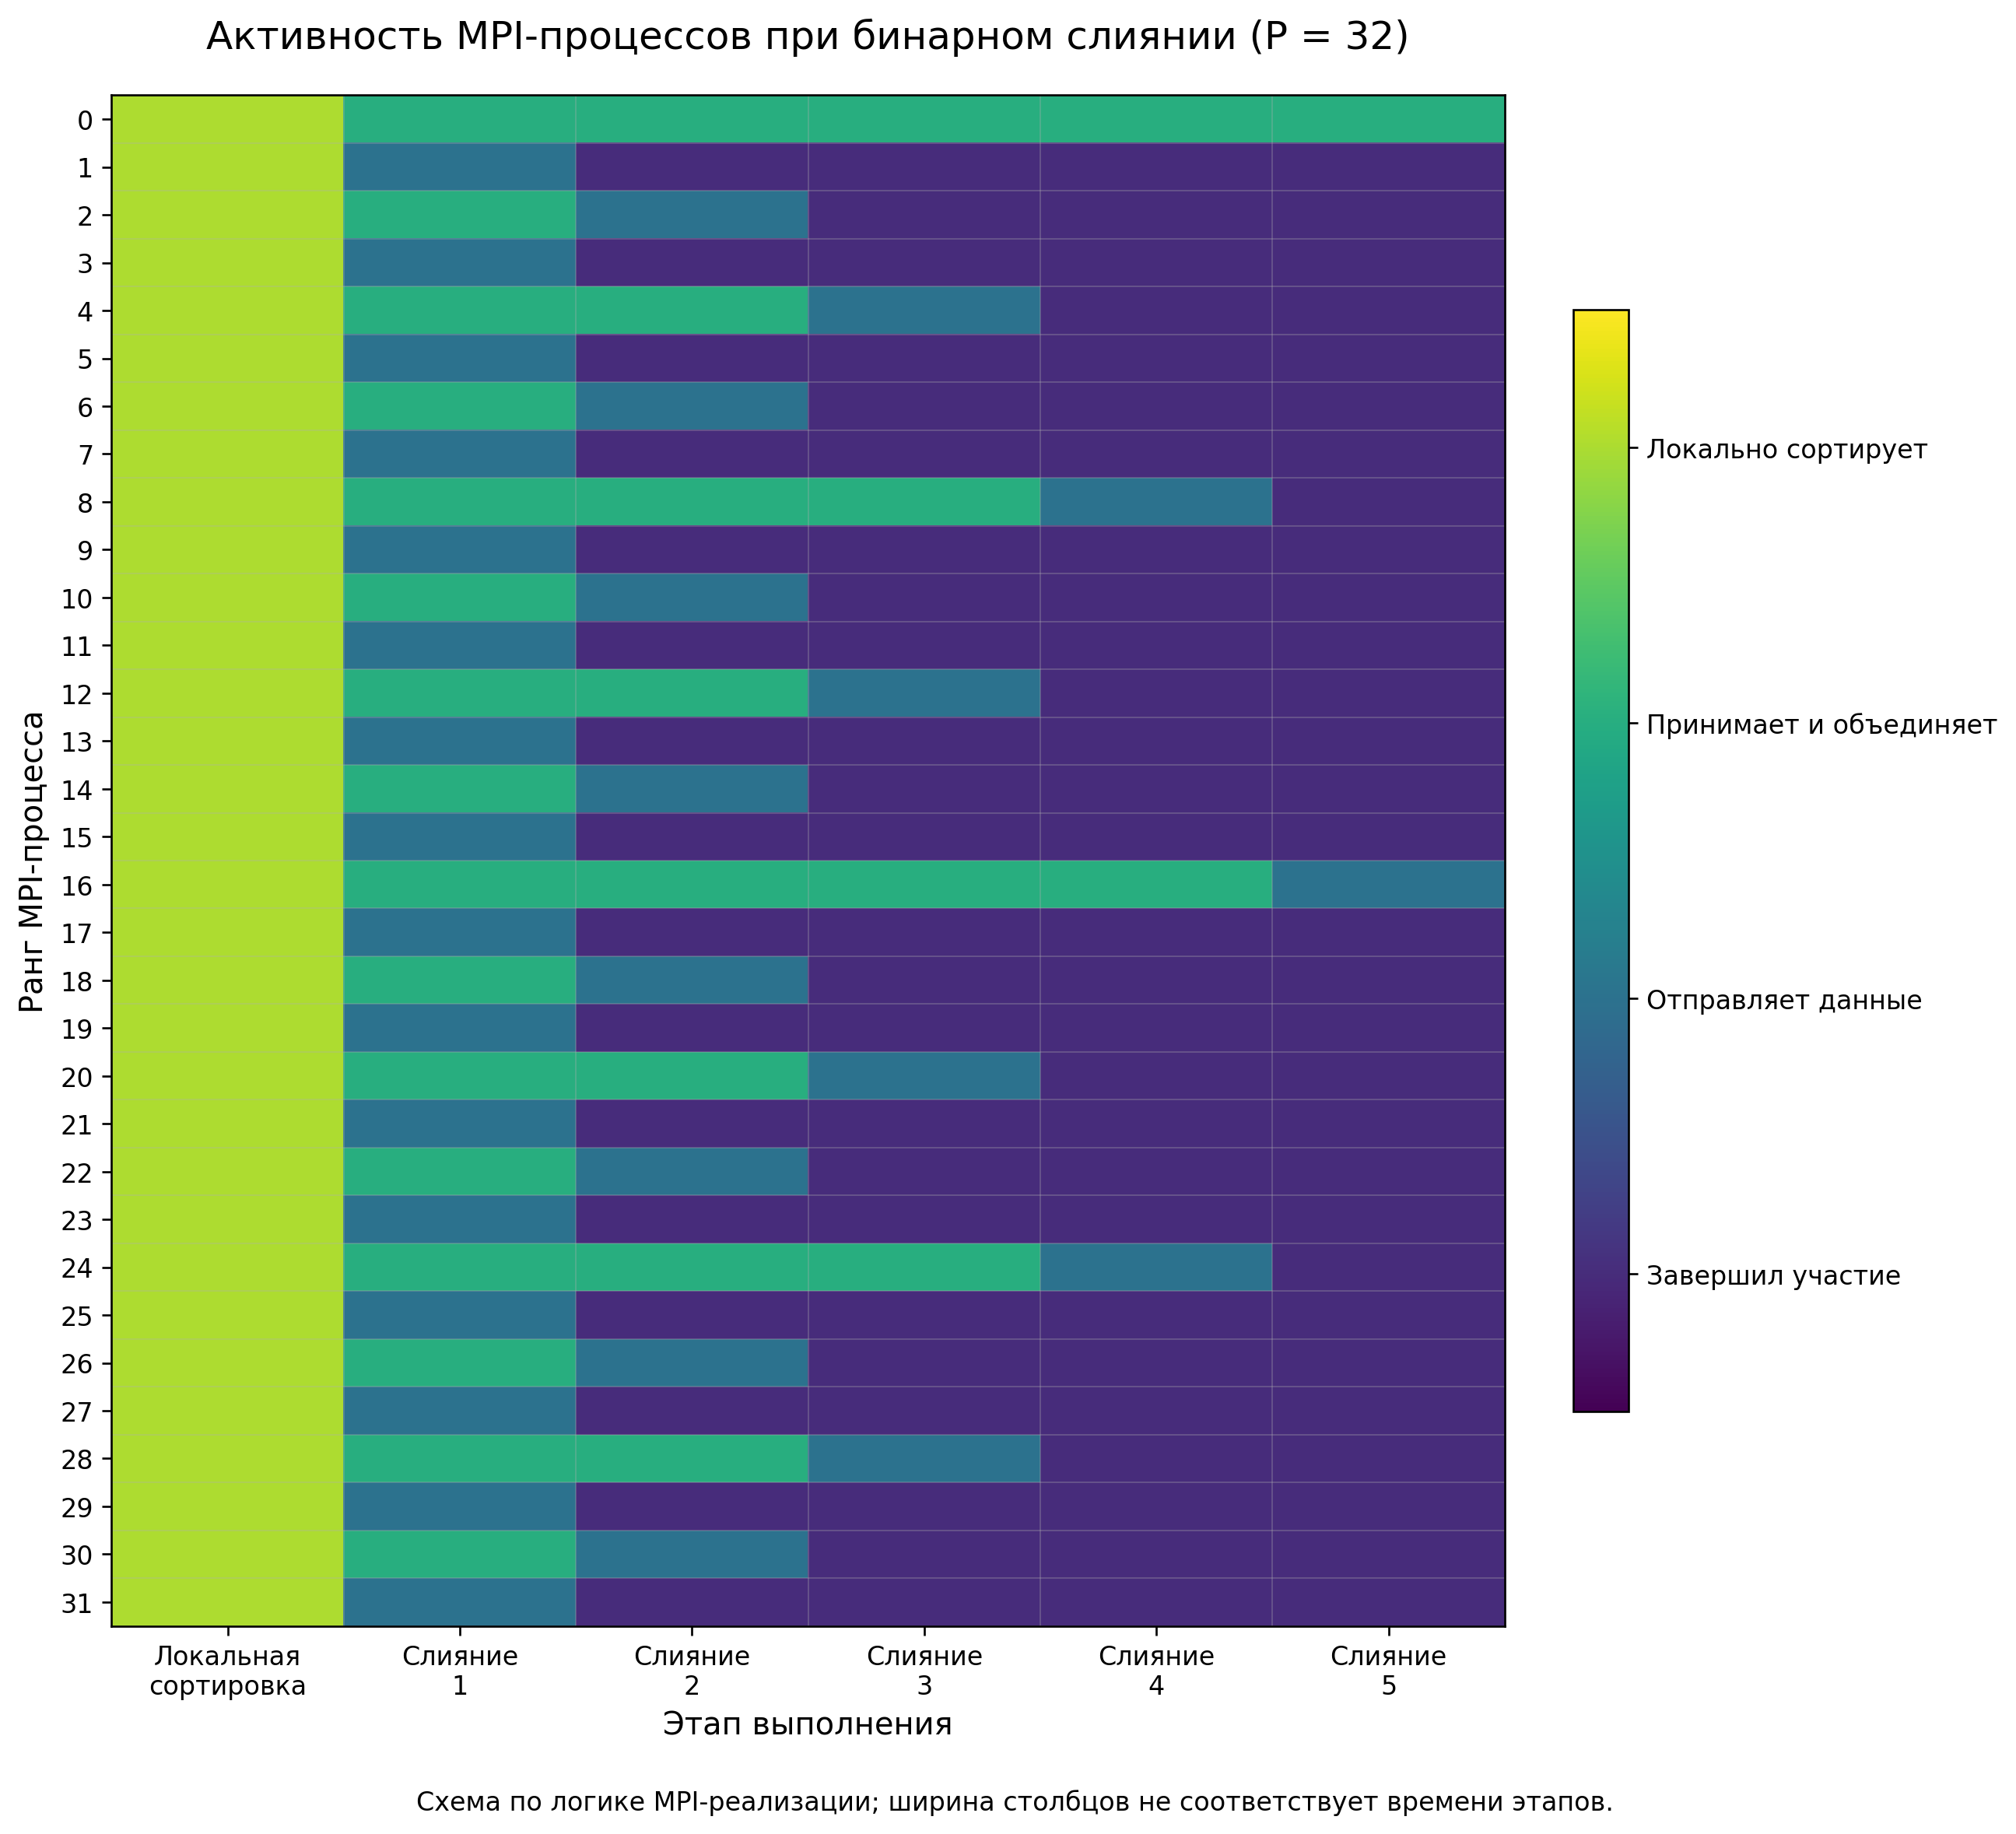 Активность MPI-процессов при бинарном слиянии (P = 32)
Ранг MPI-процесса
0
1
2
3
4
5
6
7
8
9
10
11
12
13
14
15
16
17
18
19
20
21
22
23
24
25
26
27
28
29
30
31
Локальная
сортировка
Слияние
1
Слияние
2
Слияние
3
Слияние
4
Слияние
5
Этап выполнения
Локально сортирует
Принимает и объединяет
Отправляет данные
Завершил участие
Схема по логике MPI-реализации; ширина столбцов не соответствует времени этапов.